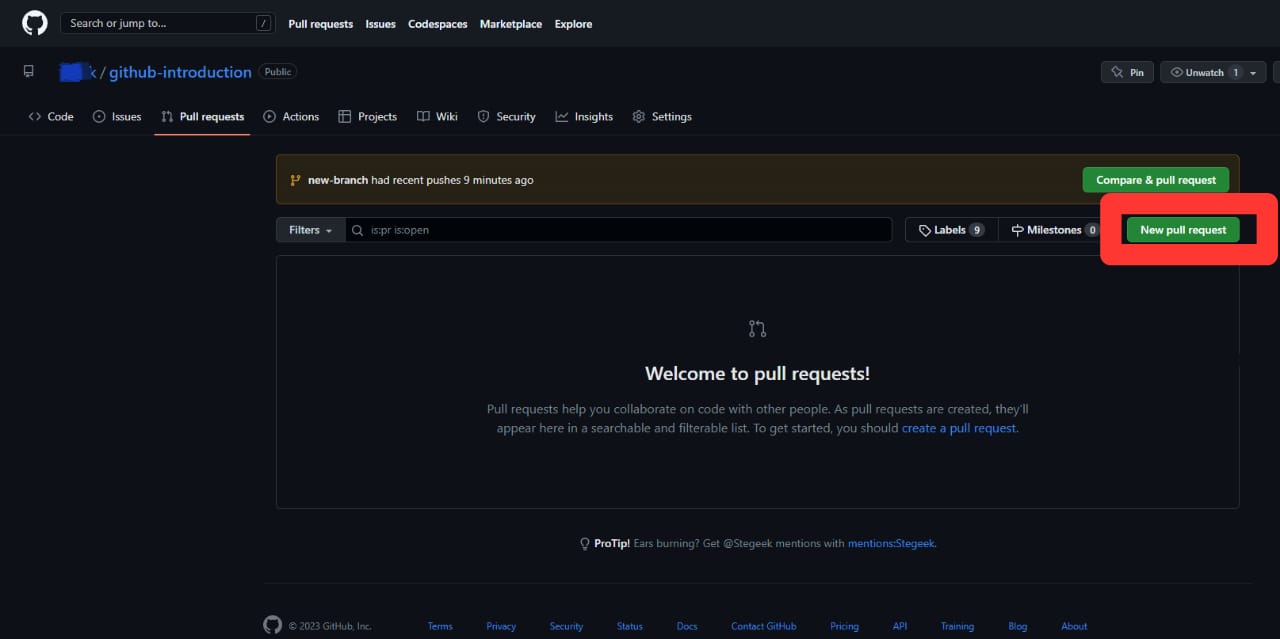 Search or jump to... /
Pull requests Issues Codespaces Marketplace Explore
k / github-introduction Public
Pin Unwatch 1
Code Issues Pull requests Actions Projects Wiki Security Insights Settings
new-branch had recent pushes 9 minutes ago
Compare & pull request
Filters is:pr is:open Labels 9 Milestones 0 New pull request
Welcome to pull requests!
Pull requests help you collaborate on code with other people. As pull requests are created, they'll
appear here in a searchable and filterable list. To get started, you should create a pull request.
ProTip! Ears burning? Get @Stegeek mentions with mentions:Stegeek.
© 2023 GitHub, Inc. Terms Privacy Security Status Docs Contact GitHub Pricing API Training Blog About